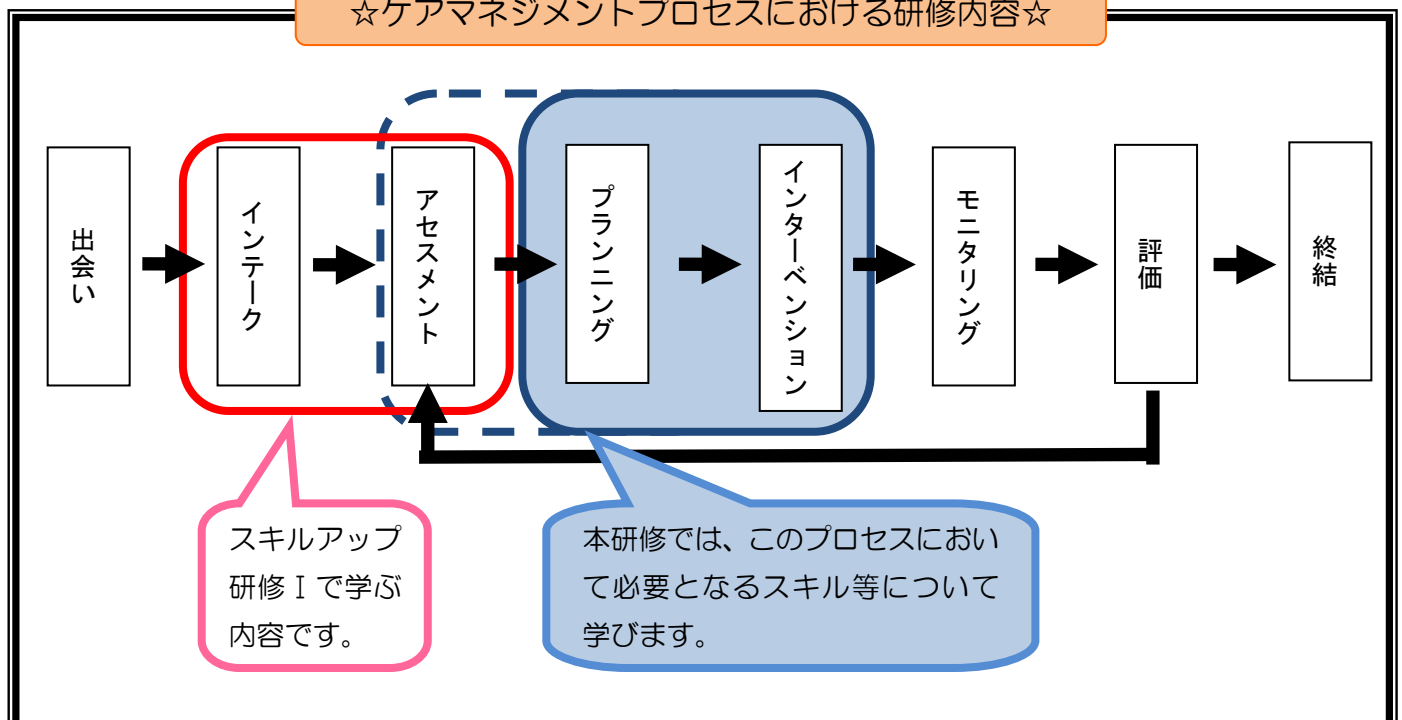 ☆ケアマネジメントプロセスにおける研修内容☆
出会い
インテーク
アセスメント
プランニング
インターベンション
モニタリング
評価
終結
スキルアップ
研修Ⅰで学ぶ
内容です。
本研修では、このプロセスにおい
て必要となるスキル等について
学びます。